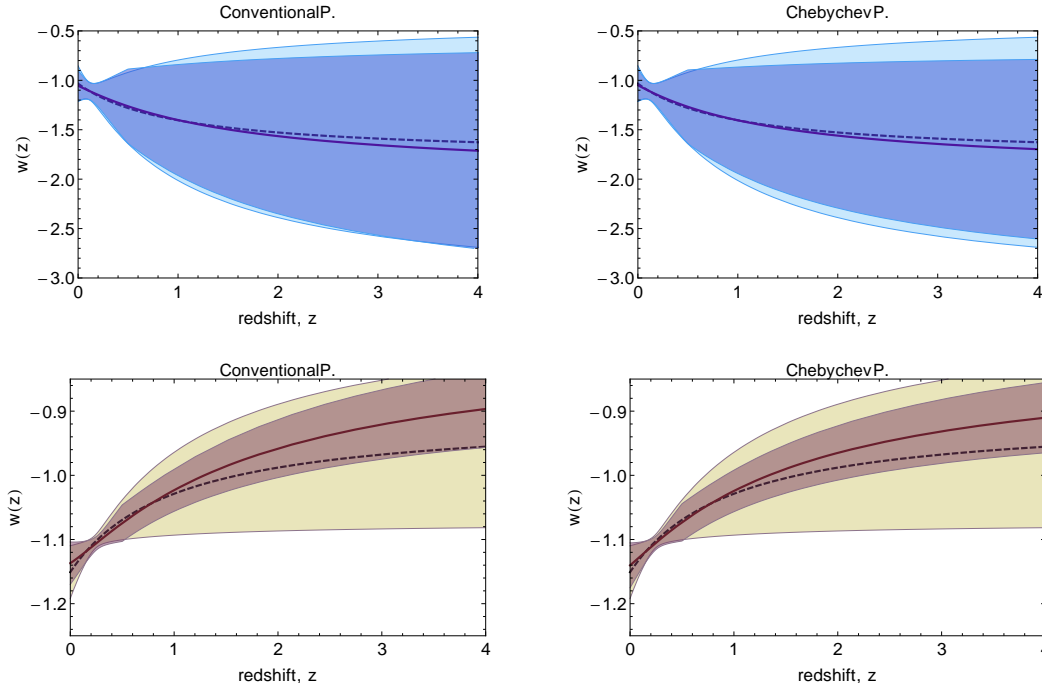 ConventionalP.
−0.5
−1.0
−1.5
−2.0
−2.5
−3.0
w(z)
0 1 2 3 4
redshift, z
ChebychevP.
−0.5
−1.0
−1.5
−2.0
−2.5
−3.0
w(z)
0 1 2 3 4
redshift, z
ConventionalP.
−0.9
−1.0
−1.1
−1.2
w(z)
0 1 2 3 4
redshift, z
ChebychevP.
−0.9
−1.0
−1.1
−1.2
w(z)
0 1 2 3 4
redshift, z